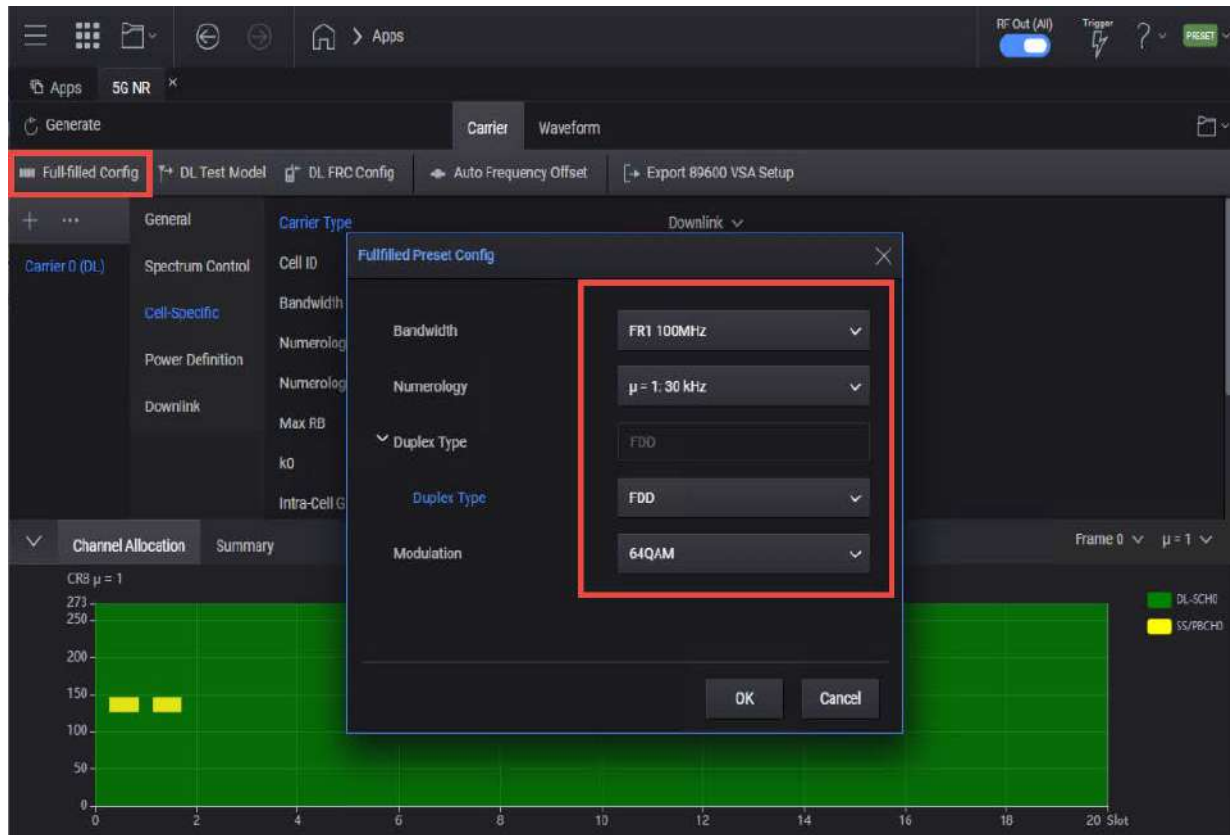 Apps
RF Out (All)
Trigger
?
PRESET
Apps
5G NR
×
Generate
Carrier
Waveform
Full-filled Config
DL Test Model
DL FRC Config
Auto Frequency Offset
Export 89600 VSA Setup
+ ...
General
Carrier Type
Downlink
Carrier 0 (DL)
Spectrum Control
Cell ID
Fullfilled Preset Config
Cell-Specific
Bandwidth
Bandwidth
FR1 100MHz
Power Definition
Numerolog
Numerology
μ = 1: 30 kHz
Downlink
Numerolog
Max RB
Duplex Type
FDD
k0
Intra-Cell G
Duplex Type
FDD
Modulation
64QAM
OK
Cancel
Channel Allocation
Summary
Frame 0
μ = 1
CRB μ = 1
273
250
200
150
100
50
0
DL-SCH0
SS/PBCH0
0 2 4 6 8 10 12 14 16 18 20 Slot